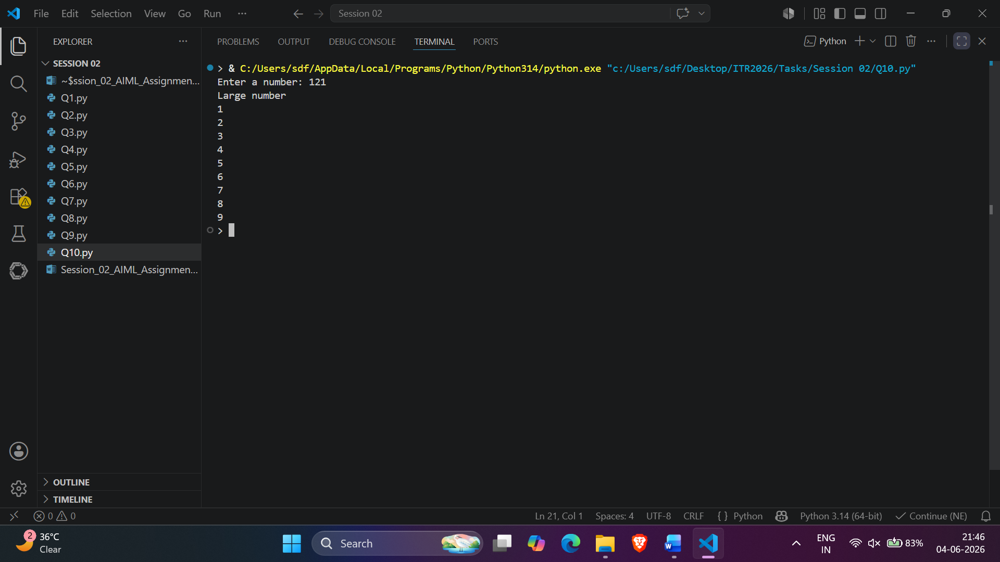 File Edit Selection View Go Run ... Session 02
EXPLORER ...
SESSION 02
~$ssion_02_AIML_Assignmen...
Q1.py
Q2.py
Q3.py
Q4.py
Q5.py
Q6.py
Q7.py
Q8.py
Q9.py
Q10.py
Session_02_AIML_Assignmen...
OUTLINE
TIMELINE
PROBLEMS OUTPUT DEBUG CONSOLE TERMINAL PORTS Python
> & C:/Users/sdf/AppData/Local/Programs/Python/Python314/python.exe "c:/Users/sdf/Desktop/ITR2026/Tasks/Session 02/Q10.py"
Enter a number: 121
Large number
1
2
3
4
5
6
7
8
9
>
0 0 Ln 21, Col 1 Spaces: 4 UTF-8 CRLF { } Python Python 3.14 (64-bit) Continue (NE)
2 36°C
Clear
Search
ENG
IN
83%
21:46
04-06-2026